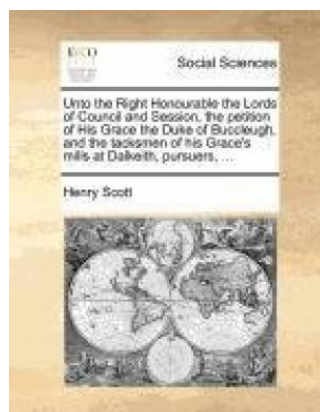 ECCO
Social Sciences
Unto the Right Honourable the Lords
of Council and Session, the petition
of His Grace the Duke of Buccleugh,
and the tacksmen of his Grace's
mills at Dalkeith, pursuers, ...
Henry Scott